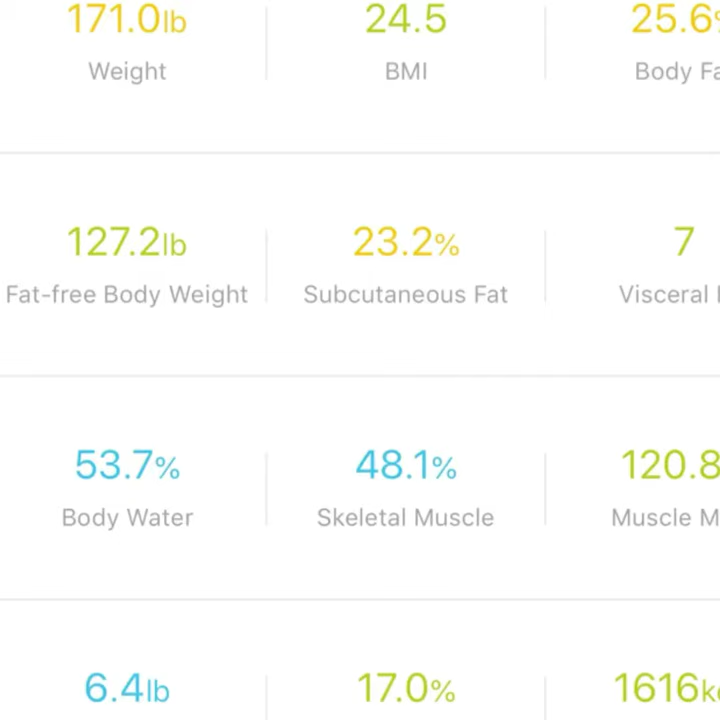 171.0lb 24.5 25.6%
Weight BMI Body Fa
127.2lb 23.2% 7
Fat-free Body Weight Subcutaneous Fat Visceral
53.7% 48.1% 120.8
Body Water Skeletal Muscle Muscle M
6.4lb 17.0% 1616kc